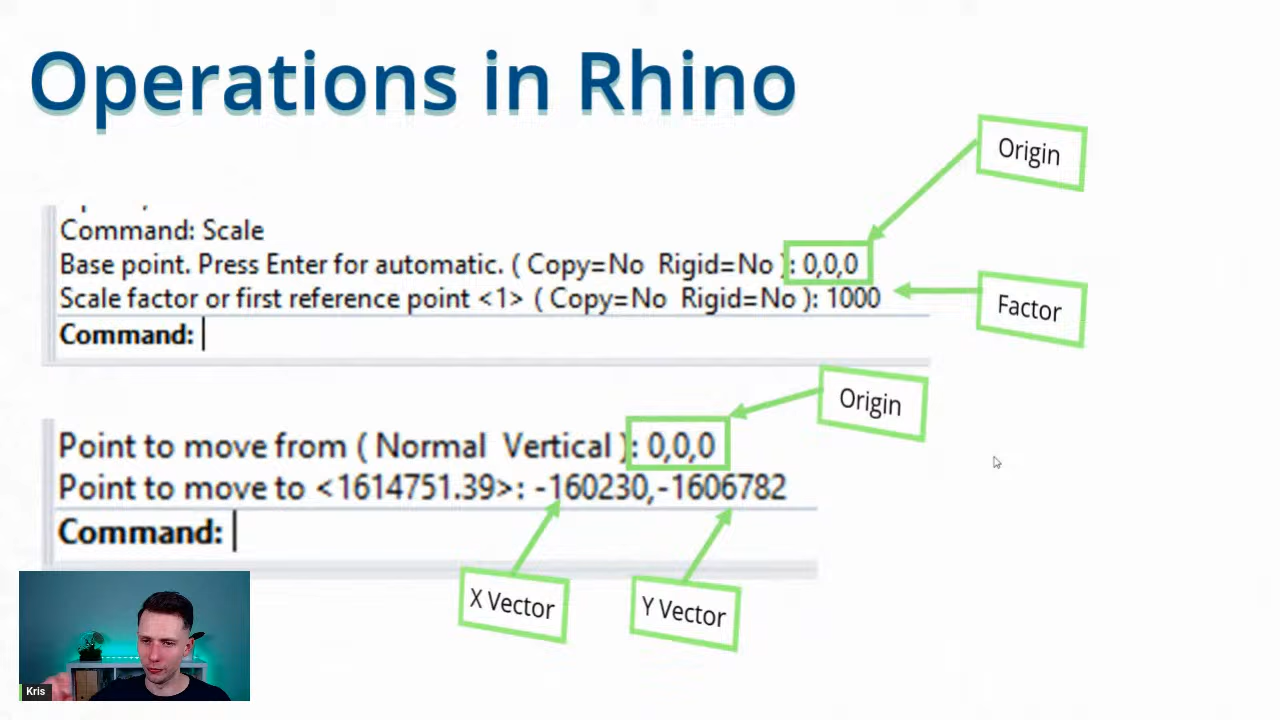 Operations in Rhino
Origin
Command: Scale
Base point. Press Enter for automatic. ( Copy=No Rigid=No ): 0,0,0
Scale factor or first reference point <1> ( Copy=No Rigid=No ): 1000
Factor
Command:
Origin
Point to move from ( Normal Vertical ): 0,0,0
Point to move to <1614751.39>: -160230,-1606782
Command:
X Vector
Y Vector
Kris